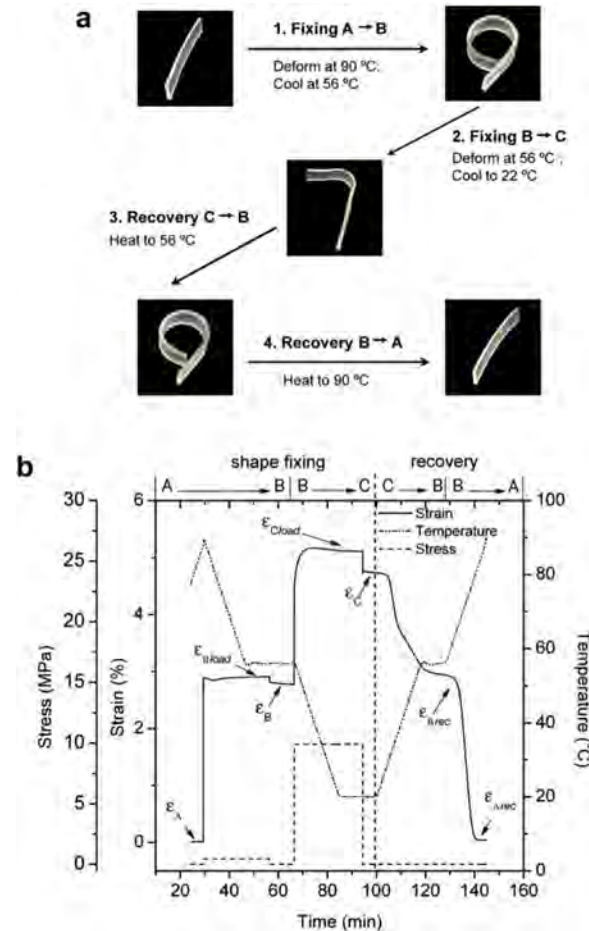 a
1. Fixing A → B
Deform at 90 ºC;
Cool at 56 ºC
2. Fixing B → C
Deform at 56 ºC ;
Cool to 22 ºC
3. Recovery C → B
Heat to 56 ºC
4. Recovery B → A
Heat to 90 ºC
b
shape fixing
recovery
A → B B → C C → B B → A
30
25
20
15
10
5
0
Stress (MPa)
6
4
2
0
Strain (%)
100
80
60
40
20
0
Temperature (°C)
Strain
Temperature
Stress
εCload
εC
εBload
εB
εBrec
εA
εArec
20 40 60 80 100 120 140 160
Time (min)